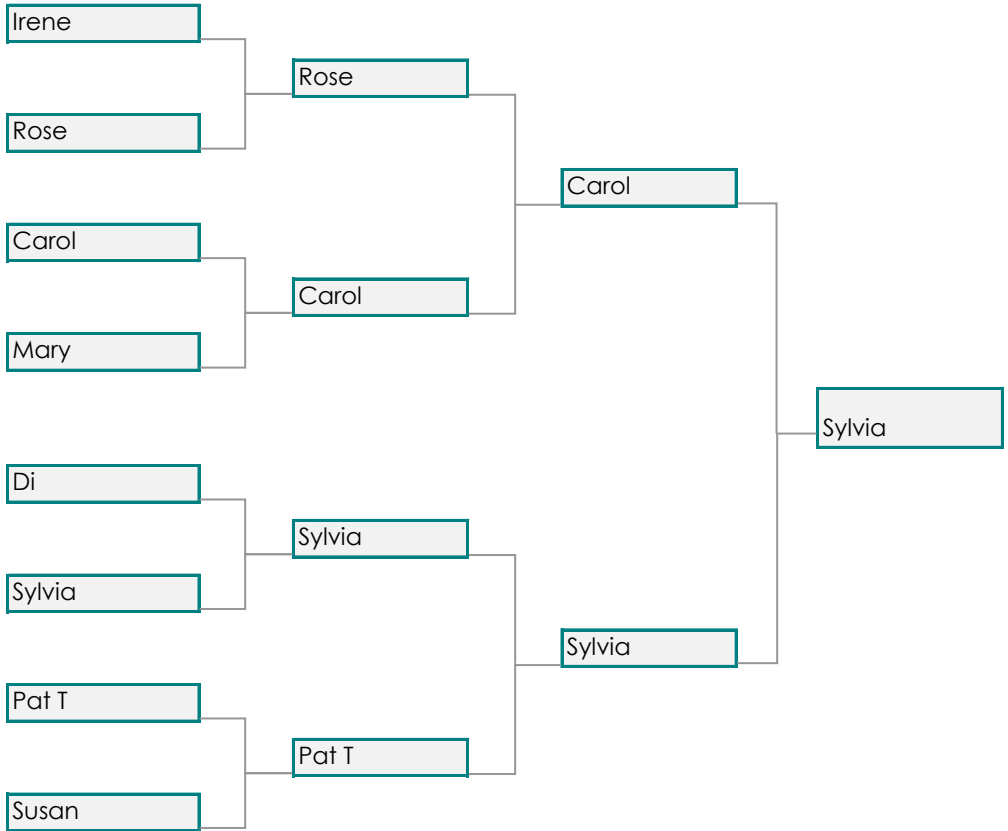 Irene
Rose
Rose
Carol
Carol
Carol
Mary
Sylvia
Di
Sylvia
Sylvia
Sylvia
Pat T
Pat T
Susan